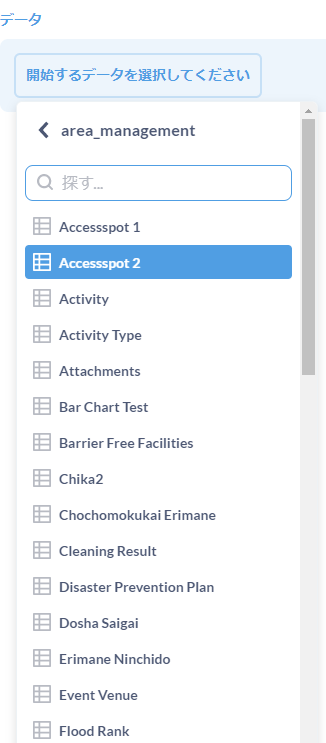 データ
開始するデータを選択してください
area_management
探す...
Accessspot 1
Accessspot 2
Activity
Activity Type
Attachments
Bar Chart Test
Barrier Free Facilities
Chika2
Chochomokukai Erimane
Cleaning Result
Disaster Prevention Plan
Dosha Saigai
Erimane Ninchido
Event Venue
Flood Rank